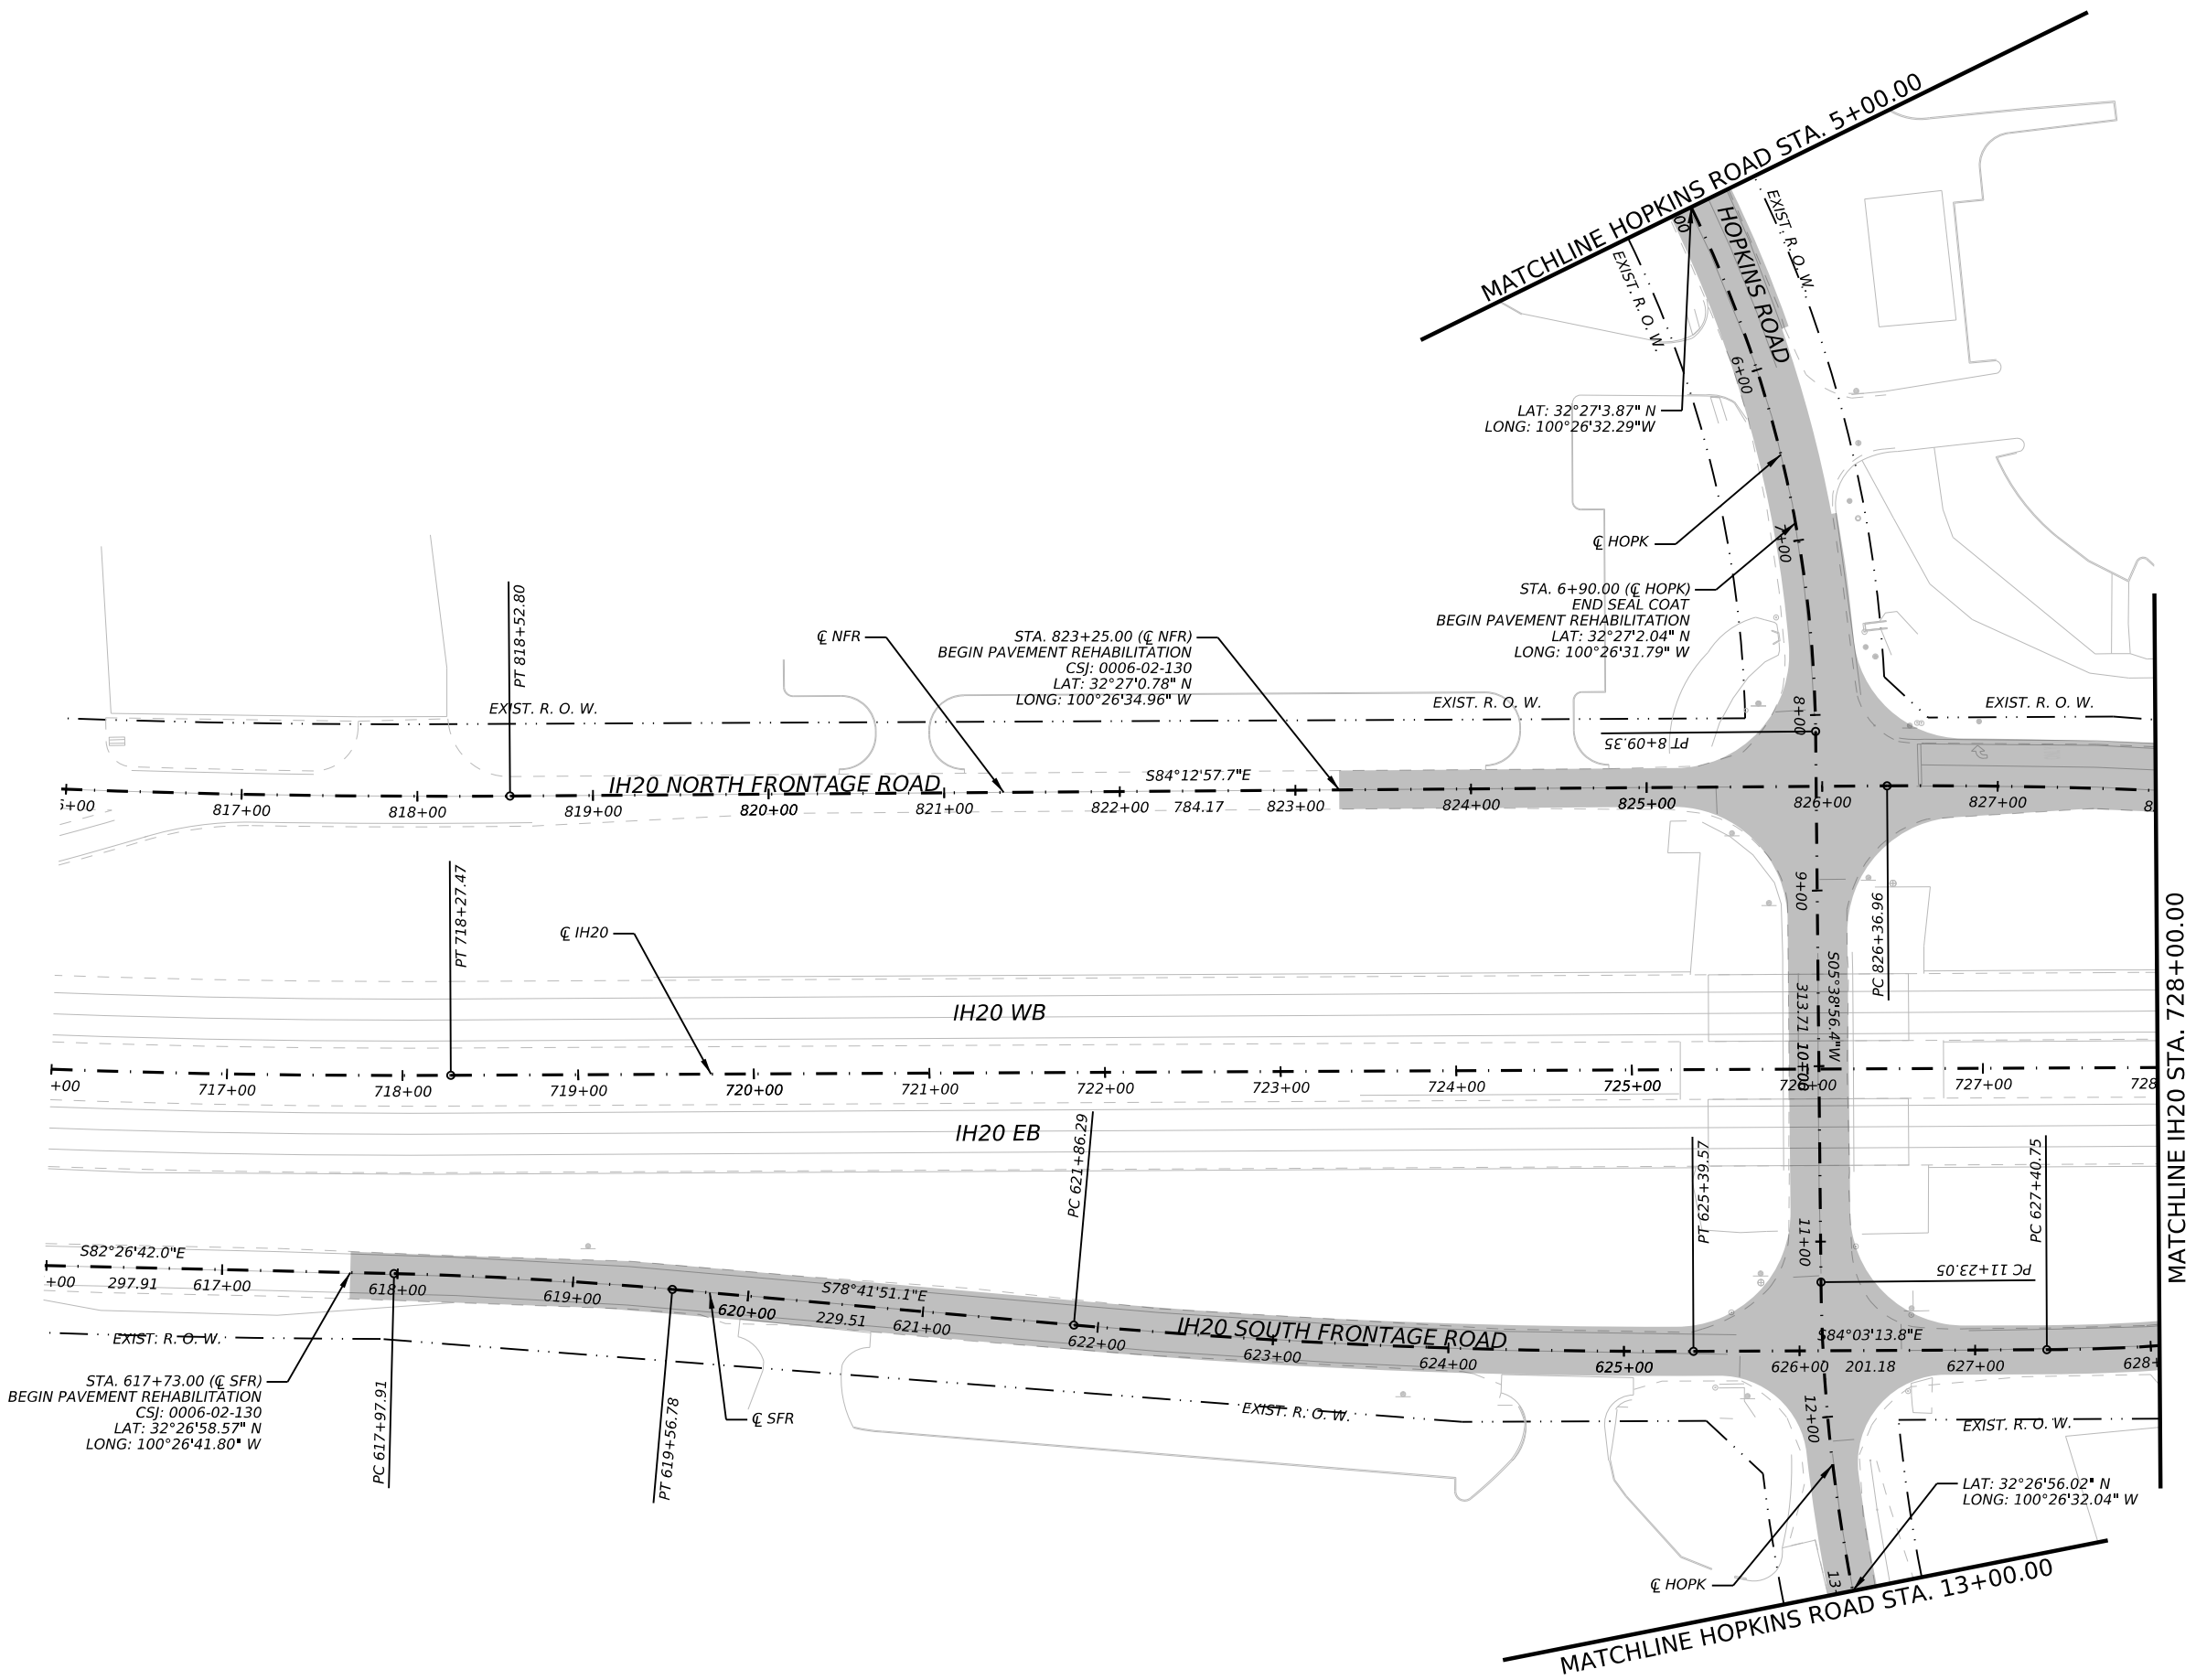 MATCHLINE HOPKINS ROAD STA. 5+00.00
HOPKINS ROAD
EXIST. R. O. W.
EXIST. R. O. W.
6+00
LAT: 32°27'3.87" N
LONG: 100°26'32.29"W
℄ HOPK
7+00
STA. 6+90.00 (℄ HOPK)
END SEAL COAT
BEGIN PAVEMENT REHABILITATION
LAT: 32°27'2.04" N
LONG: 100°26'31.79" W
PT 818+52.80
℄ NFR
STA. 823+25.00 (℄ NFR)
BEGIN PAVEMENT REHABILITATION
CSJ: 0006-02-130
LAT: 32°27'0.78" N
LONG: 100°26'34.96" W
EXIST. R. O. W.
EXIST. R. O. W.
EXIST. R. O. W.
8+00
PT 8+09.35
IH20 NORTH FRONTAGE ROAD
S84°12'57.7"E
817+00
818+00
819+00
820+00
821+00
822+00
784.17
823+00
824+00
825+00
826+00
827+00
PT 718+27.47
9+00
PC 826+36.96
℄ IH20
S05°38'56.4"W
313.71
10+00
IH20 WB
MATCHLINE IH20 STA. 728+00.00
+00
717+00
718+00
719+00
720+00
721+00
722+00
723+00
724+00
725+00
726+00
727+00
728
IH20 EB
PC 621+86.29
PT 625+39.57
PC 627+40.75
11+00
PC 11+23.05
S82°26'42.0"E
+00
297.91
617+00
618+00
619+00
620+00
S78°41'51.1"E
229.51
621+00
622+00
IH20 SOUTH FRONTAGE ROAD
623+00
624+00
625+00
S84°03'13.8"E
626+00
201.18
627+00
628+
EXIST. R. O. W.
STA. 617+73.00 (℄ SFR)
BEGIN PAVEMENT REHABILITATION
CSJ: 0006-02-130
LAT: 32°26'58.57" N
LONG: 100°26'41.80" W
PC 617+97.91
PT 619+56.78
℄ SFR
EXIST. R. O. W.
12+00
EXIST. R. O. W.
LAT: 32°26'56.02" N
LONG: 100°26'32.04" W
℄ HOPK
13+
MATCHLINE HOPKINS ROAD STA. 13+00.00